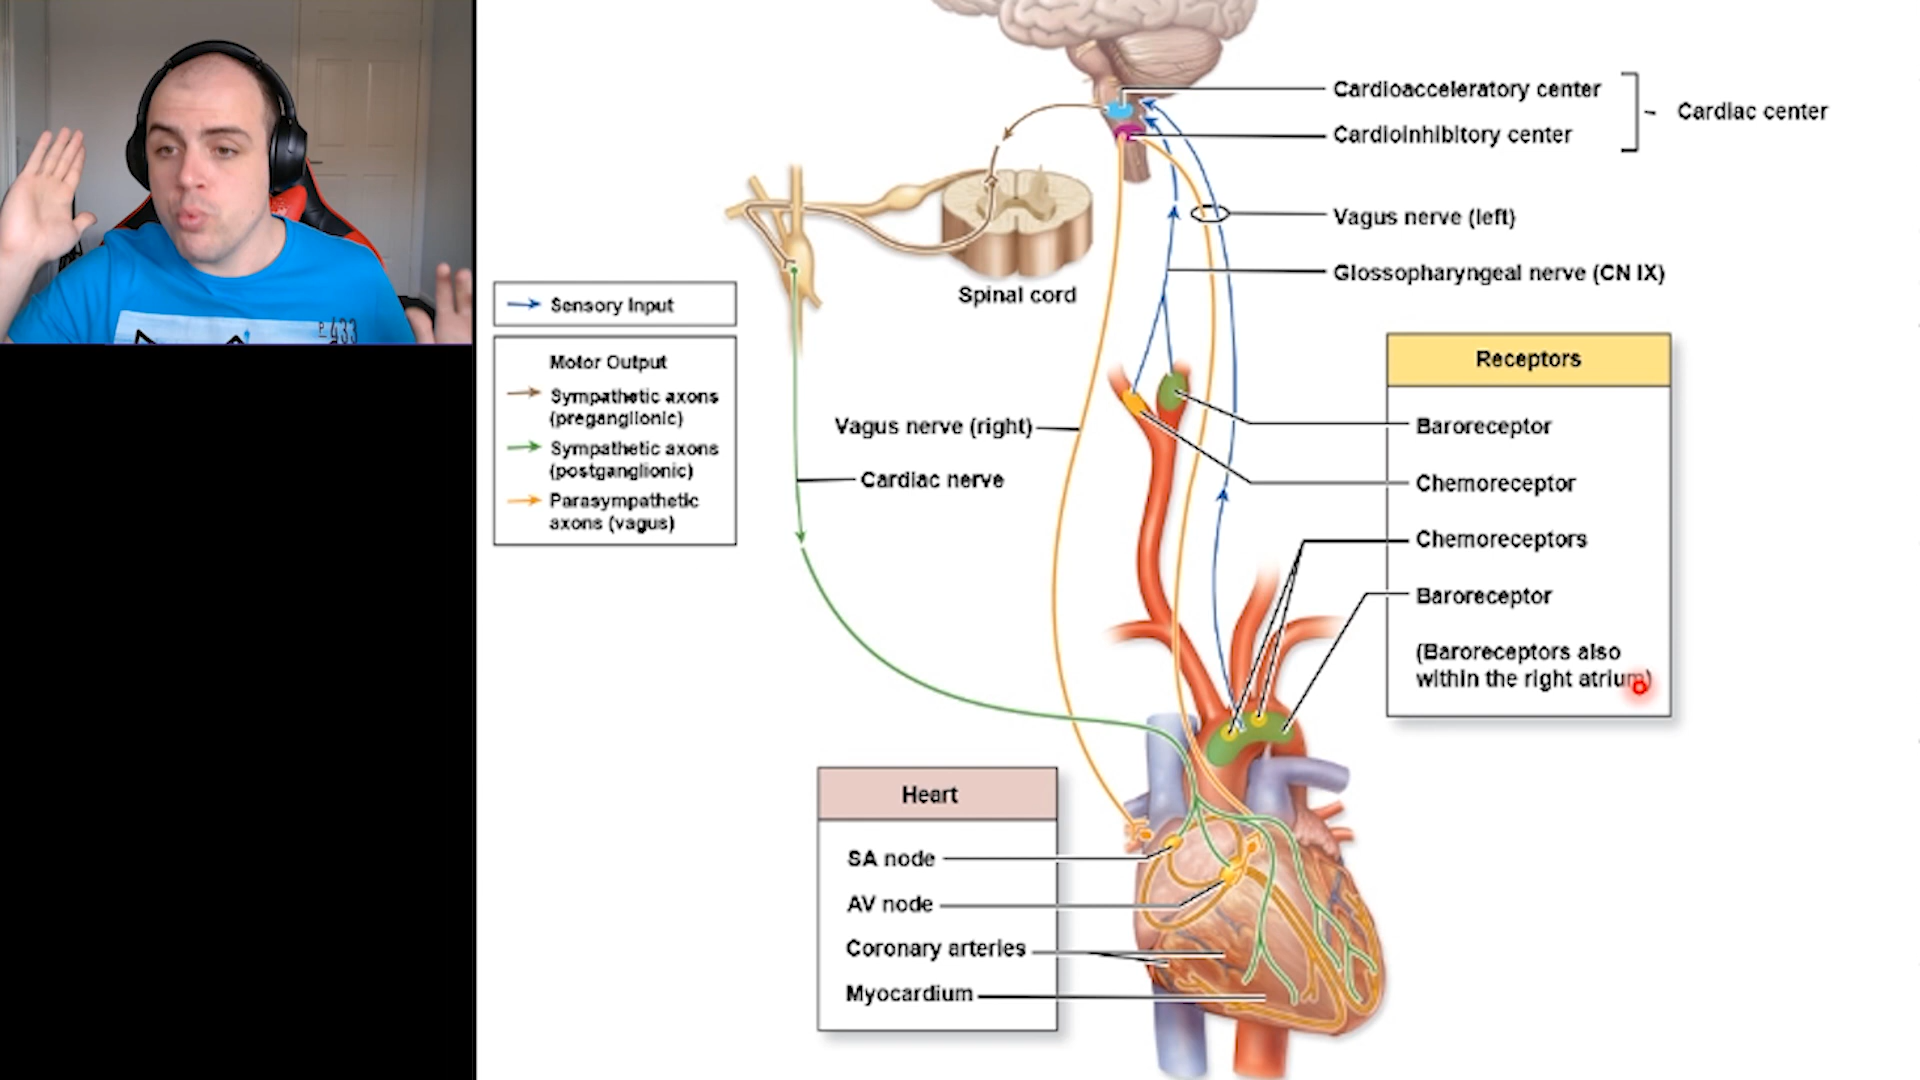 Cardioacceleratory center
Cardioinhibitory center
Cardiac center
Vagus nerve (left)
Glossopharyngeal nerve (CN IX)
Spinal cord
Sensory Input
Motor Output
Sympathetic axons
(preganglionic)
Sympathetic axons
(postganglionic)
Parasympathetic
axons (vagus)
Vagus nerve (right)
Cardiac nerve
Receptors
Baroreceptor
Chemoreceptor
Chemoreceptors
Baroreceptor
(Baroreceptors also
within the right atrium)
Heart
SA node
AV node
Coronary arteries
Myocardium